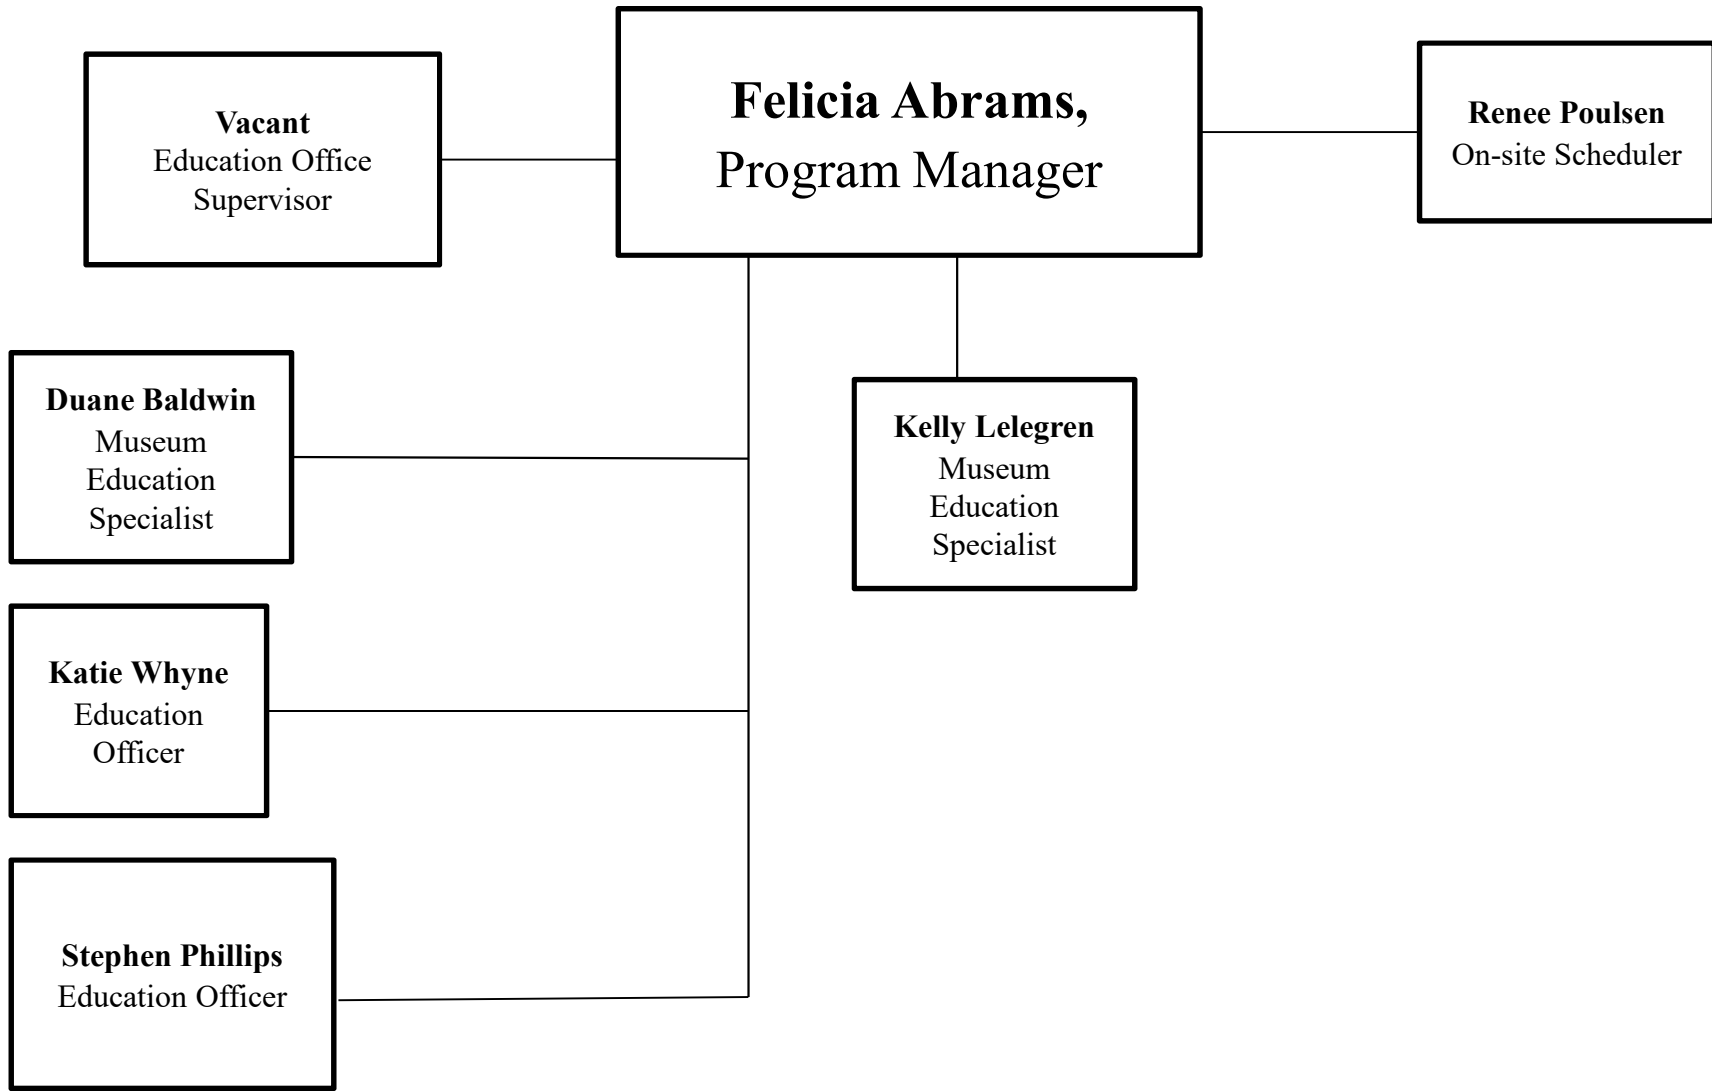 Vacant
Education Office
Supervisor
Felicia Abrams,
Program Manager
Renee Poulsen
On-site Scheduler
Duane Baldwin
Museum
Education
Specialist
Kelly Lelegren
Museum
Education
Specialist
Katie Whyne
Education
Officer
Stephen Phillips
Education Officer